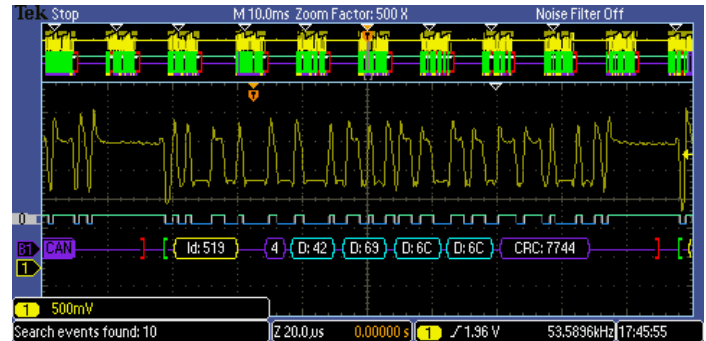 Tek Stop M 10.0ms Zoom Factor: 500 X Noise Filter Off
T
T
0
B1 CAN ] [ Id: 519 4 D: 42 D: 69 D: 6C D: 6C CRC: 7744 ] [
1
1 500mV
Search events found: 10 Z 20.0µs 0.00000 s 1 1.96 V 53.5896kHz 17:45:55